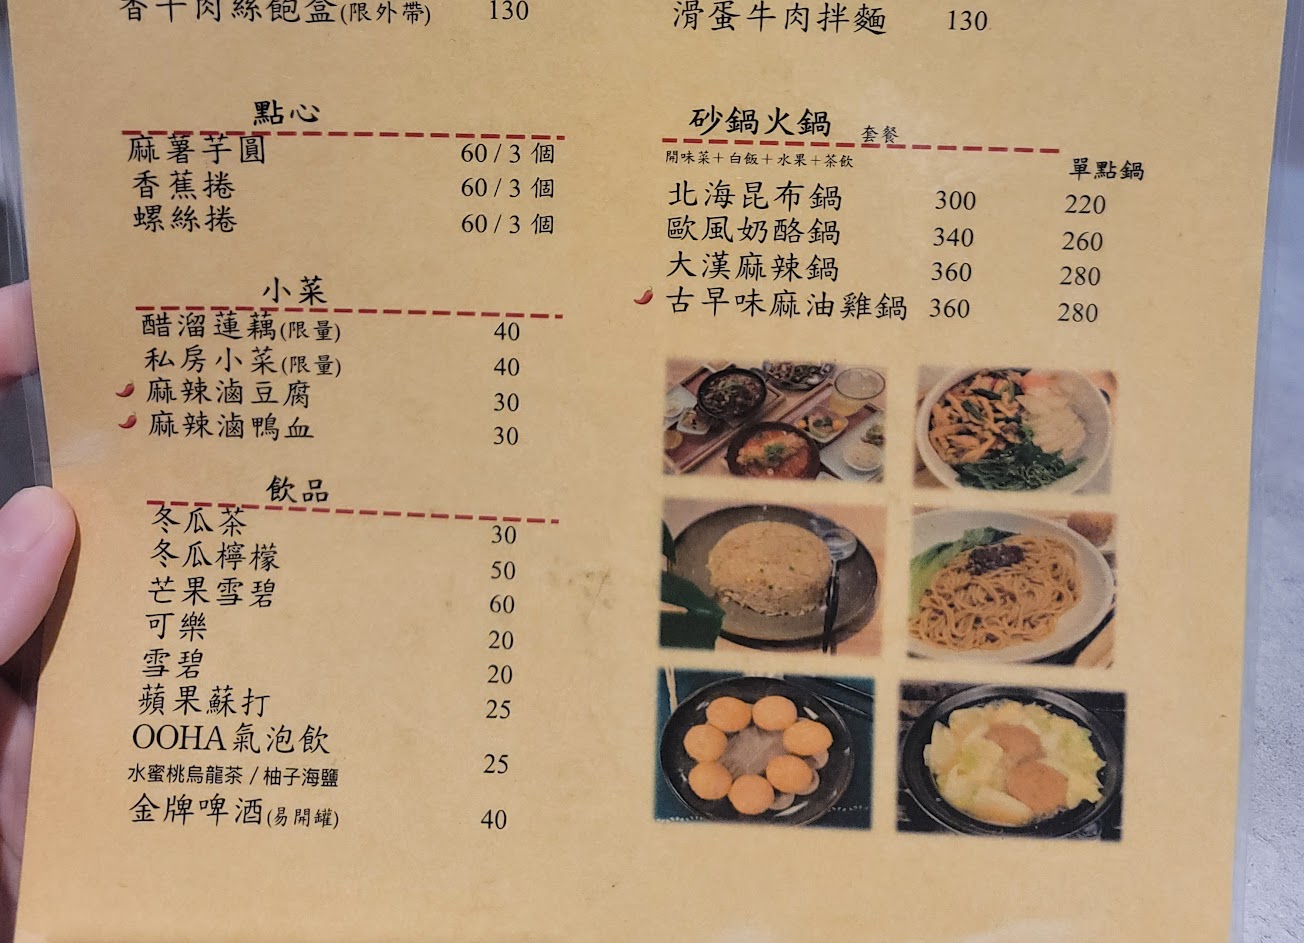 香干肉絲飽盒(限外帶) 130
點心
麻薯芋圓 60 / 3 個
香蕉捲 60 / 3 個
螺絲捲 60 / 3 個
小菜
醋溜蓮藕(限量) 40
私房小菜(限量) 40
麻辣滷豆腐 30
麻辣滷鴨血 30
飲品
冬瓜茶 30
冬瓜檸檬 50
芒果雪碧 60
可樂 20
雪碧 20
蘋果蘇打 25
OOHA氣泡飲 25
水蜜桃烏龍茶 / 柚子海鹽
金牌啤酒(易開罐) 40
滑蛋牛肉拌麵 130
砂鍋火鍋 套餐
開味菜＋白飯＋水果＋茶飲 單點鍋
北海昆布鍋 300 220
歐風奶酪鍋 340 260
大漢麻辣鍋 360 280
古早味麻油雞鍋 360 280